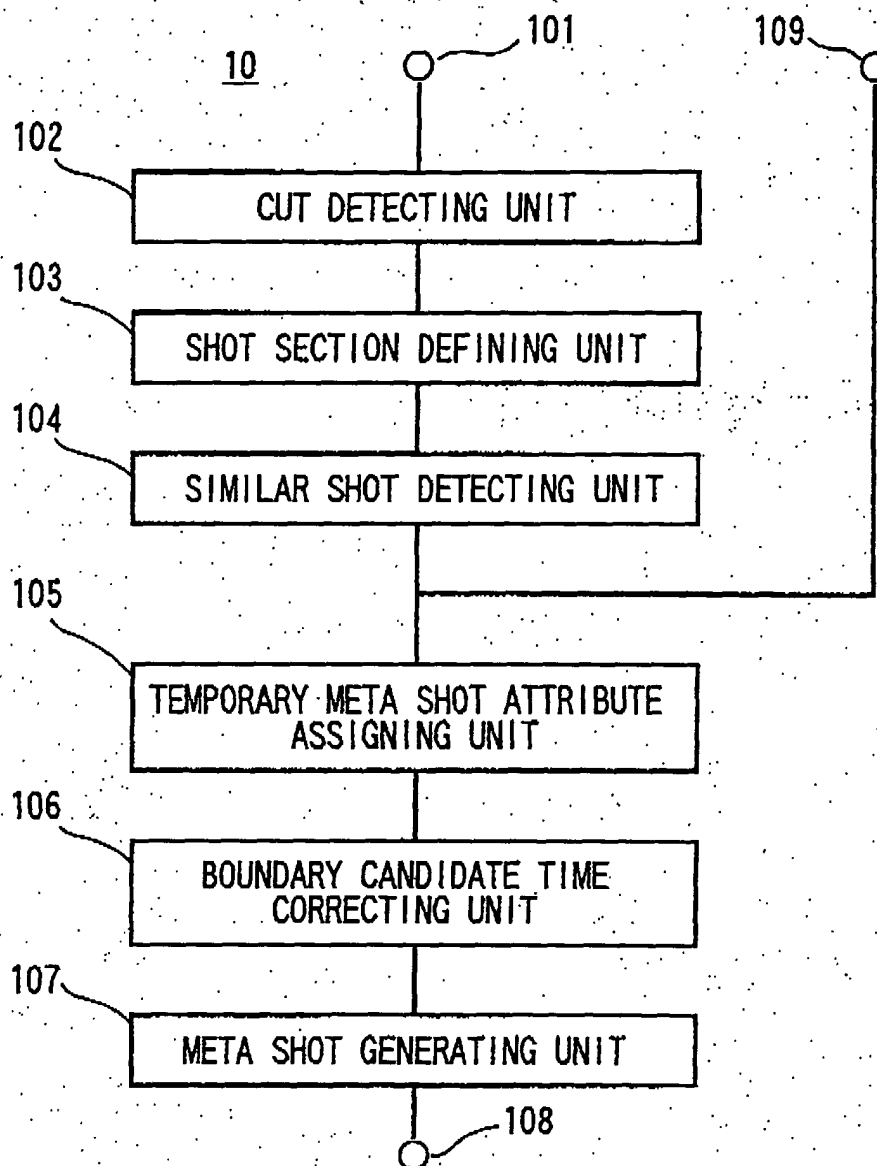 101
109
10
102
CUT DETECTING UNIT
103
SHOT SECTION DEFINING UNIT
104
SIMILAR SHOT DETECTING UNIT
105
TEMPORARY META SHOT ATTRIBUTE
ASSIGNING UNIT
106
BOUNDARY CANDIDATE TIME
CORRECTING UNIT
107
META SHOT GENERATING UNIT
108